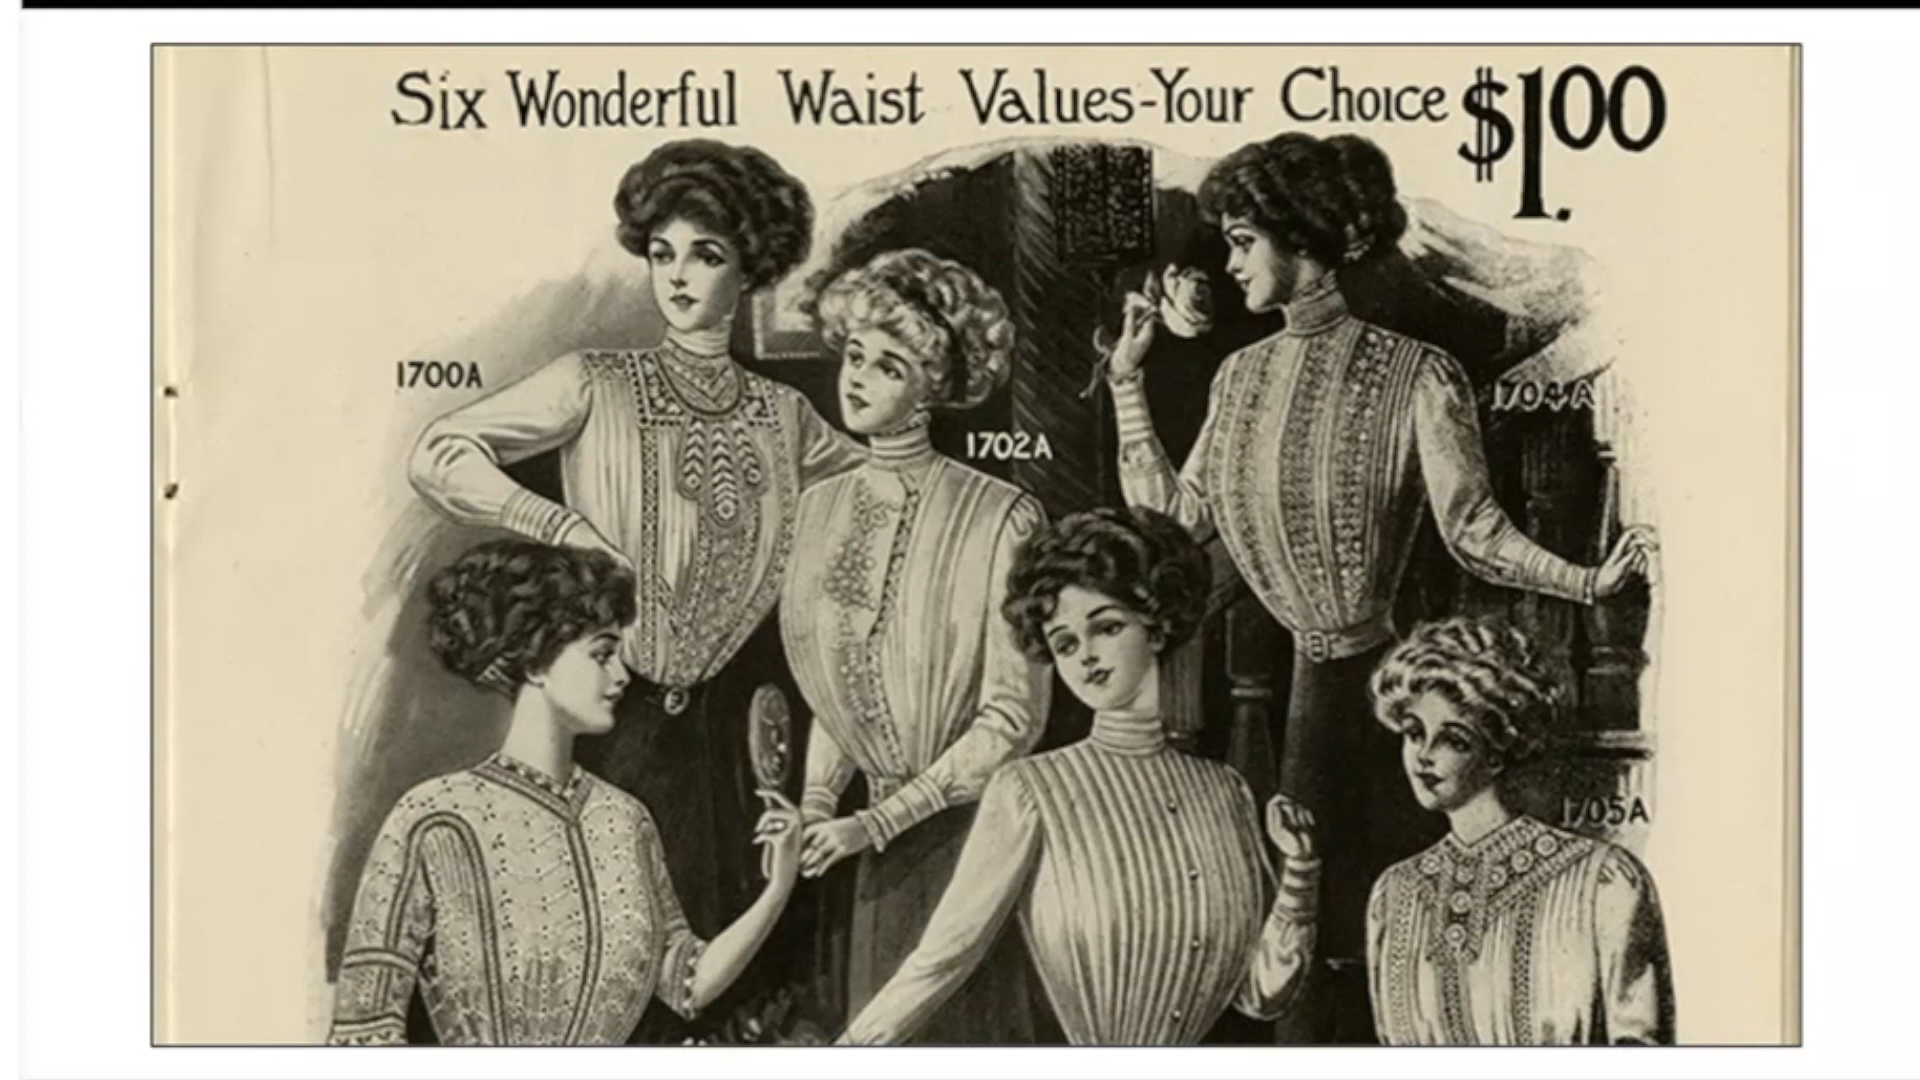 Six Wonderful Waist Values-Your Choice $1.00
1700A
1702A
1704A
1705A